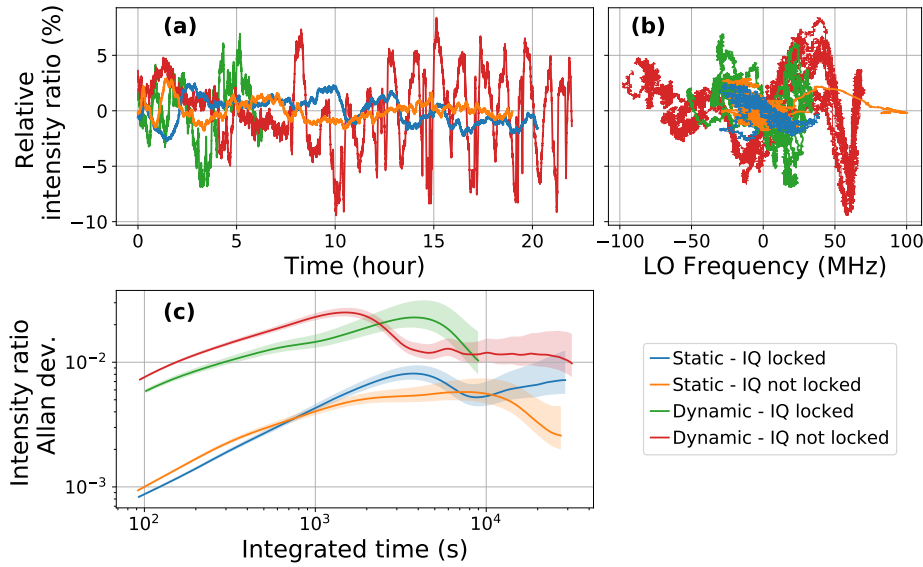 (a)
Relative
intensity ratio (%)
5
0
−5
−10
0
5
10
15
20
Time (hour)
(b)
−100
−50
0
50
100
LO Frequency (MHz)
(c)
Intensity ratio
Allan dev.
10⁻²
10⁻³
10²
10³
10⁴
Integrated time (s)
Static - IQ locked
Static - IQ not locked
Dynamic - IQ locked
Dynamic - IQ not locked